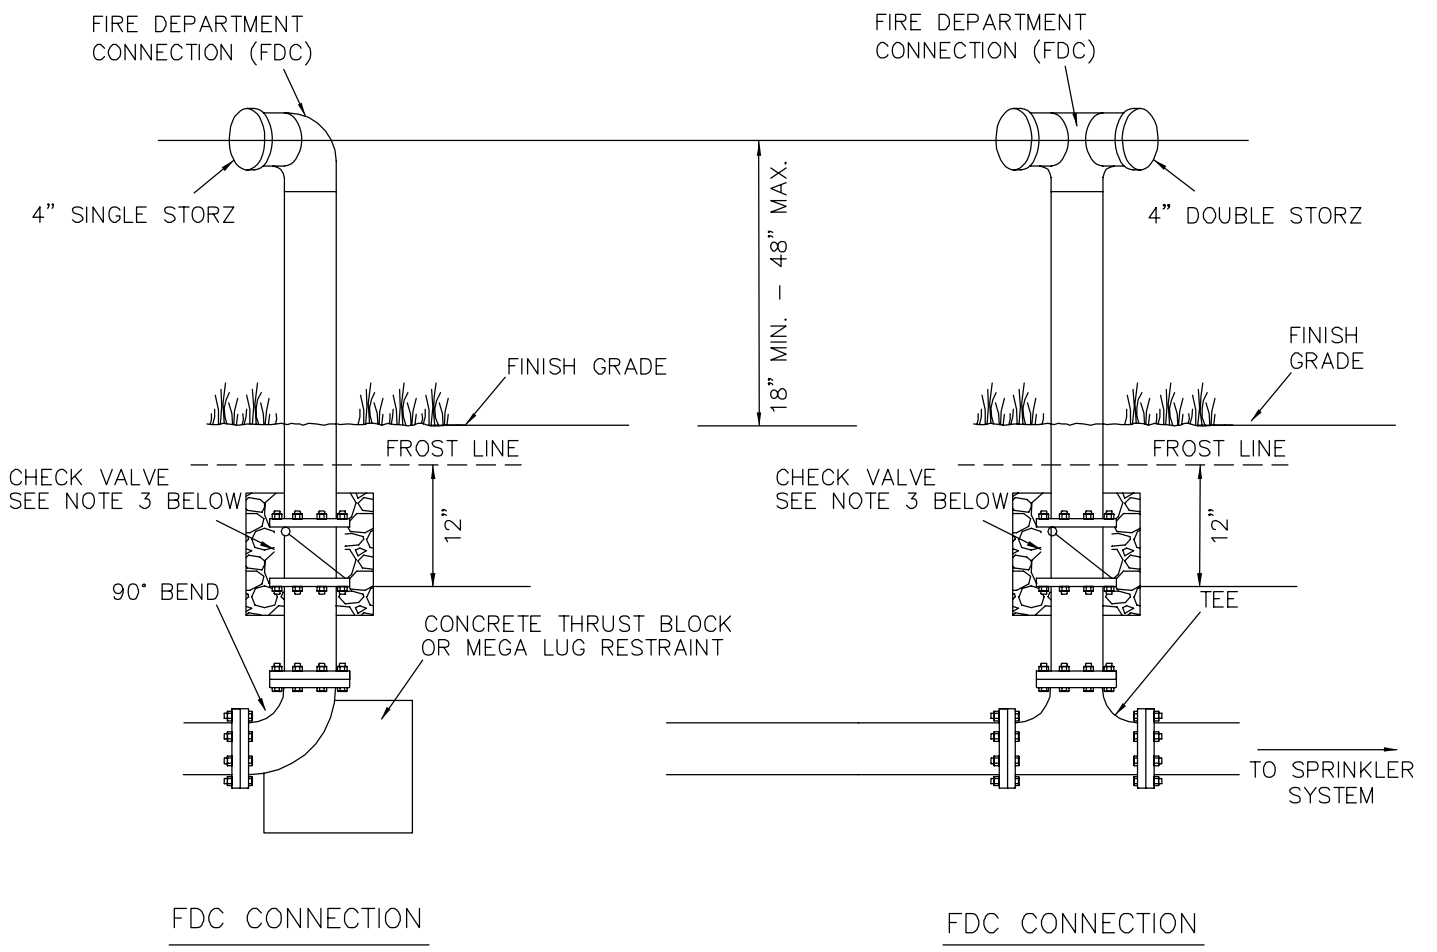 FIRE DEPARTMENT
CONNECTION (FDC)
4” SINGLE STORZ
FINISH GRADE
FROST LINE
CHECK VALVE
SEE NOTE 3 BELOW
12”
90° BEND
CONCRETE THRUST BLOCK
OR MEGA LUG RESTRAINT
FDC CONNECTION
18” MIN. – 48” MAX.
FIRE DEPARTMENT
CONNECTION (FDC)
4” DOUBLE STORZ
FINISH
GRADE
FROST LINE
CHECK VALVE
SEE NOTE 3 BELOW
12”
TEE
TO SPRINKLER
SYSTEM
FDC CONNECTION